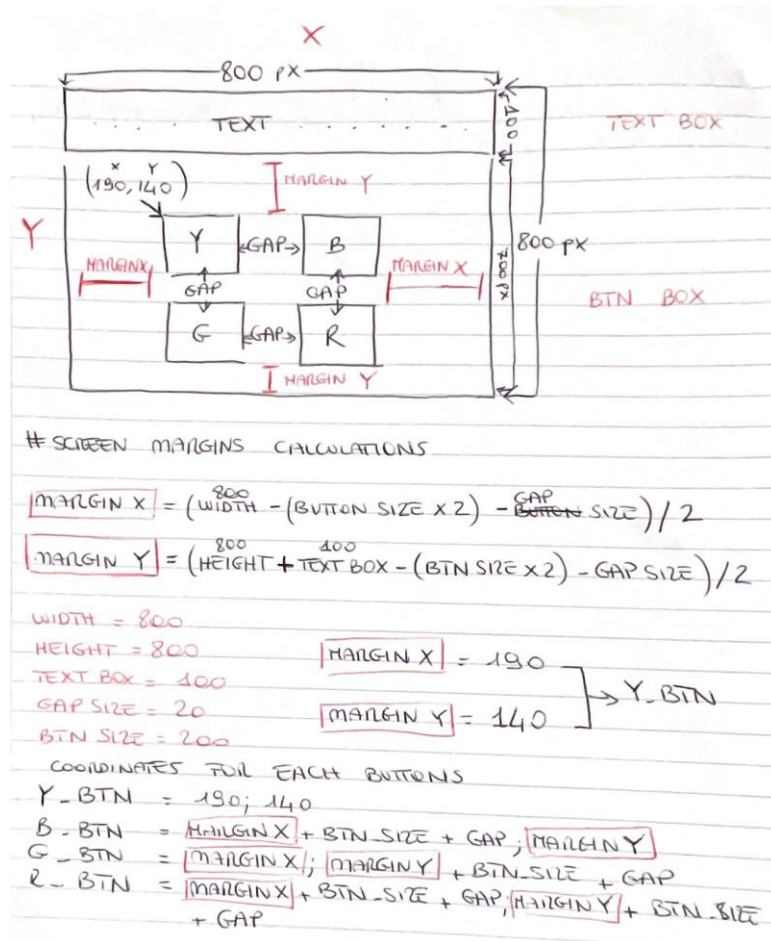 X
800 PX
TEXT
100
TEXT BOX
X Y
(190, 140)
MARGIN Y
Y
Y
GAP
B
800 PX
MARGIN X
MARGIN X
GAP
GAP
700 PX
BTN BOX
G
GAP
R
MARGIN Y
# SCREEN MARGINS CALCULATIONS
800 GAP
MARGIN X = (WIDTH - (BUTTON SIZE X 2) - BUTTON SIZE) / 2
800 100
MARGIN Y = (HEIGHT + TEXT BOX - (BTN SIZE X 2) - GAP SIZE) / 2
WIDTH = 800
HEIGHT = 800
MARGIN X = 190
TEXT BOX = 100
Y_BTN
GAP SIZE = 20
MARGIN Y = 140
BTN SIZE = 200
COORDINATES FOR EACH BUTTONS
Y_BTN = 190; 140
B_BTN = MARGIN X + BTN_SIZE + GAP; MARGIN Y
G_BTN = MARGIN X; MARGIN Y + BTN_SIZE + GAP
R_BTN = MARGIN X + BTN_SIZE + GAP; MARGIN Y + BTN_SIZE
+ GAP